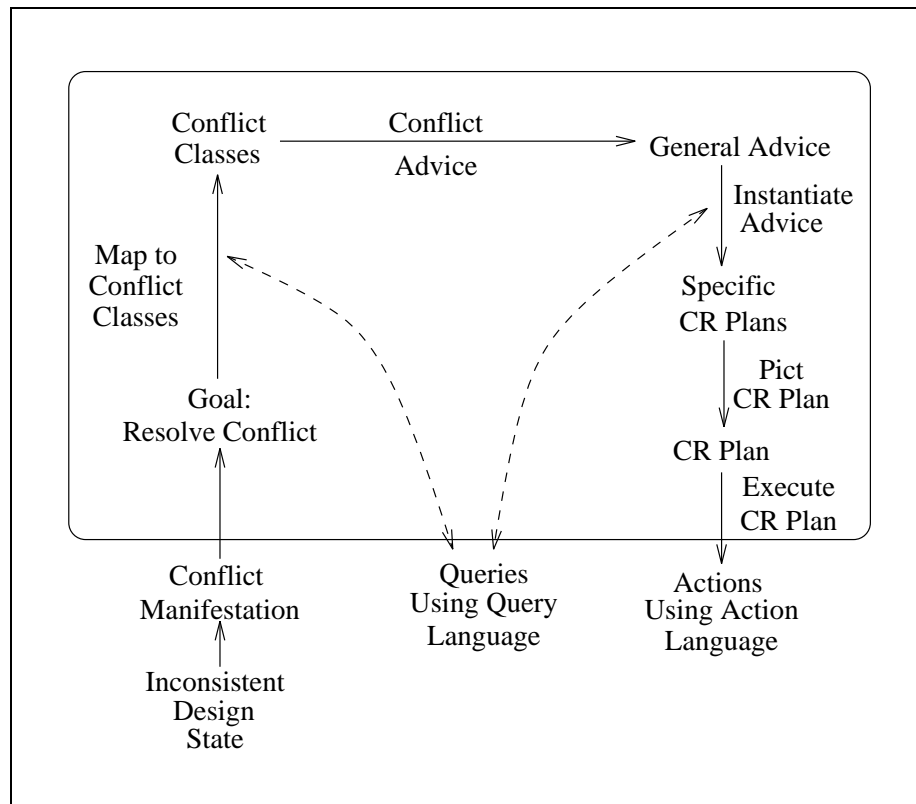 Conflict
Classes
Conflict
Advice
General Advice
Instantiate
Advice
Map to
Conflict
Classes
Specific
CR Plans
Pict
CR Plan
Goal:
Resolve Conflict
CR Plan
Execute
CR Plan
Conflict
Manifestation
Queries
Using Query
Language
Actions
Using Action
Language
Inconsistent
Design
State